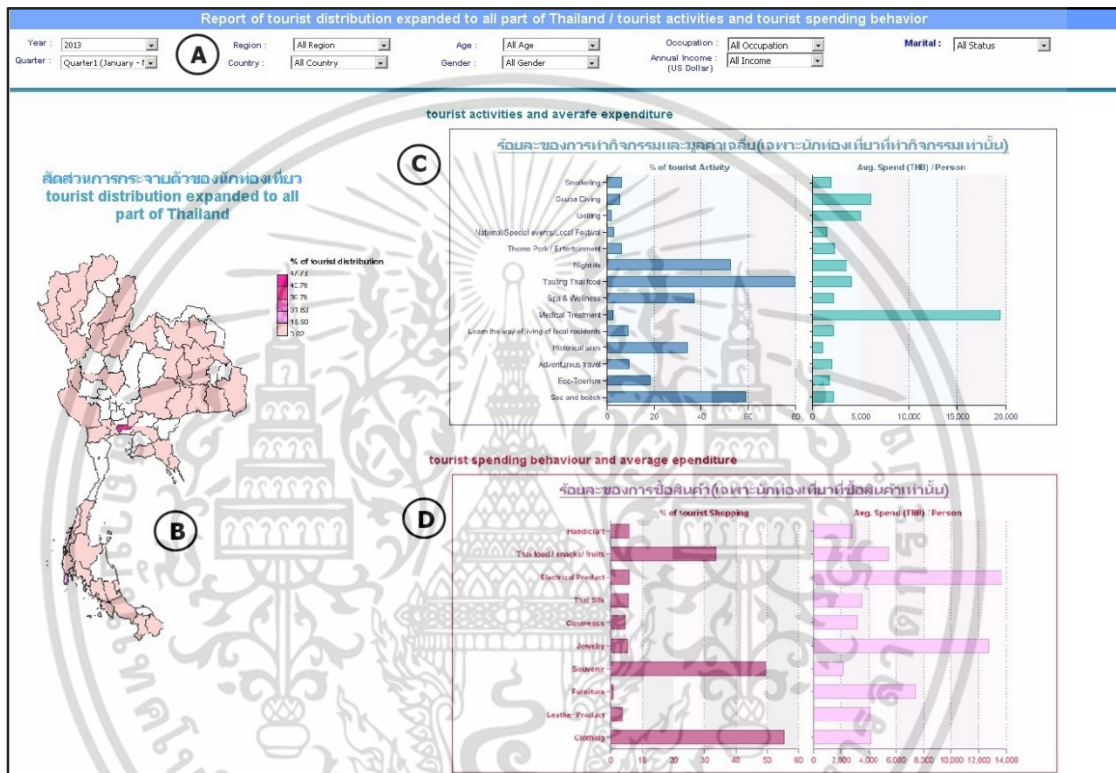 Report of tourist distribution expanded to all part of Thailand / tourist activities and tourist spending behavior
Year : 2013
Region : All Region
Age : All Age
Occupation : All Occupation
Marital : All Status
Quarter : Quarter1 (January -
A
Country : All Country
Gender : All Gender
Annual Income : (US Dollar) All Income
tourist activities and averafe expenditure
C
ร้อยละของการทำกิจกรรมและมูลค่าเฉลี่ย(เฉพาะนักท่องเที่ยวที่ทำกิจกรรมเท่านั้น)
% of tourist Activity
Avg. Spend (THB) / Person
Snorkeling
Scuba Diving
Golfing
National/Special events/Local Festival
Theme Park / Entertainment
Nightlife
Tasting Thai food
Spa & Wellness
Medical Treatment
Learn the way of living of local residents
Historical sites
Adventurous travel
Eco-Tourism
Sea and beach
0 20 40 60 80
0 5,000 10,000 15,000 20,000
สัดส่วนการกระจายตัวของนักท่องเที่ยว
tourist distribution expanded to all
part of Thailand
% of tourist distribution
47.73
31.83
B
tourist spending behaviour and average ependiture
D
ร้อยละของการซื้อสินค้า(เฉพาะนักท่องเที่ยวที่ซื้อสินค้าเท่านั้น)
% of tourist Shopping
Avg. Spend (THB) / Person
Handicraft
Thai food / snacks/ fruits
Electrical Product
Thai Silk
Cosmetics
Jewelry
Souvenir
Furniture
Leather Product
Clothing
0 10 20 30 40 50 60
0 2,000 4,000 6,000 8,000 10,000 12,000 14,000